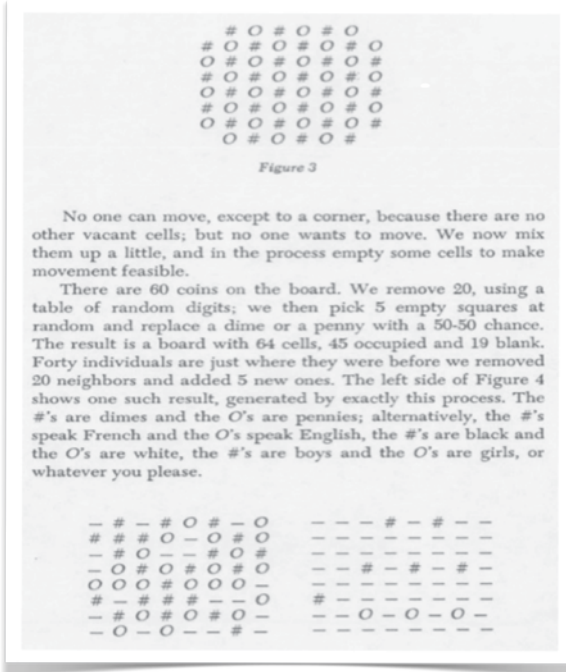 # O # O # O
# O # O # O # O
O # O # O # O #
# O # O # O # O
O # O # O # O #
# O # O # O # O
O # O # O # O #
O # O # O #
Figure 3
No one can move, except to a corner, because there are no
other vacant cells; but no one wants to move. We now mix
them up a little, and in the process empty some cells to make
movement feasible.
There are 60 coins on the board. We remove 20, using a
table of random digits; we then pick 5 empty squares at
random and replace a dime or a penny with a 50-50 chance.
The result is a board with 64 cells, 45 occupied and 19 blank.
Forty individuals are just where they were before we removed
20 neighbors and added 5 new ones. The left side of Figure 4
shows one such result, generated by exactly this process. The
#'s are dimes and the O's are pennies; alternatively, the #'s
speak French and the O's speak English, the #'s are black and
the O's are white, the #'s are boys and the O's are girls, or
whatever you please.
– # – # O # – O – – – # – # – –
# # # O – O # O – – – – – – – –
– # O – – # O # – – – – – – – –
– O # O # O # O – – # – # – # –
O O O # O O O – – – – – – – – –
# – # # # – – O # – – – – – – –
– # O # O # O – – – O – O – O –
– O – O – – # – – – – – – – – –